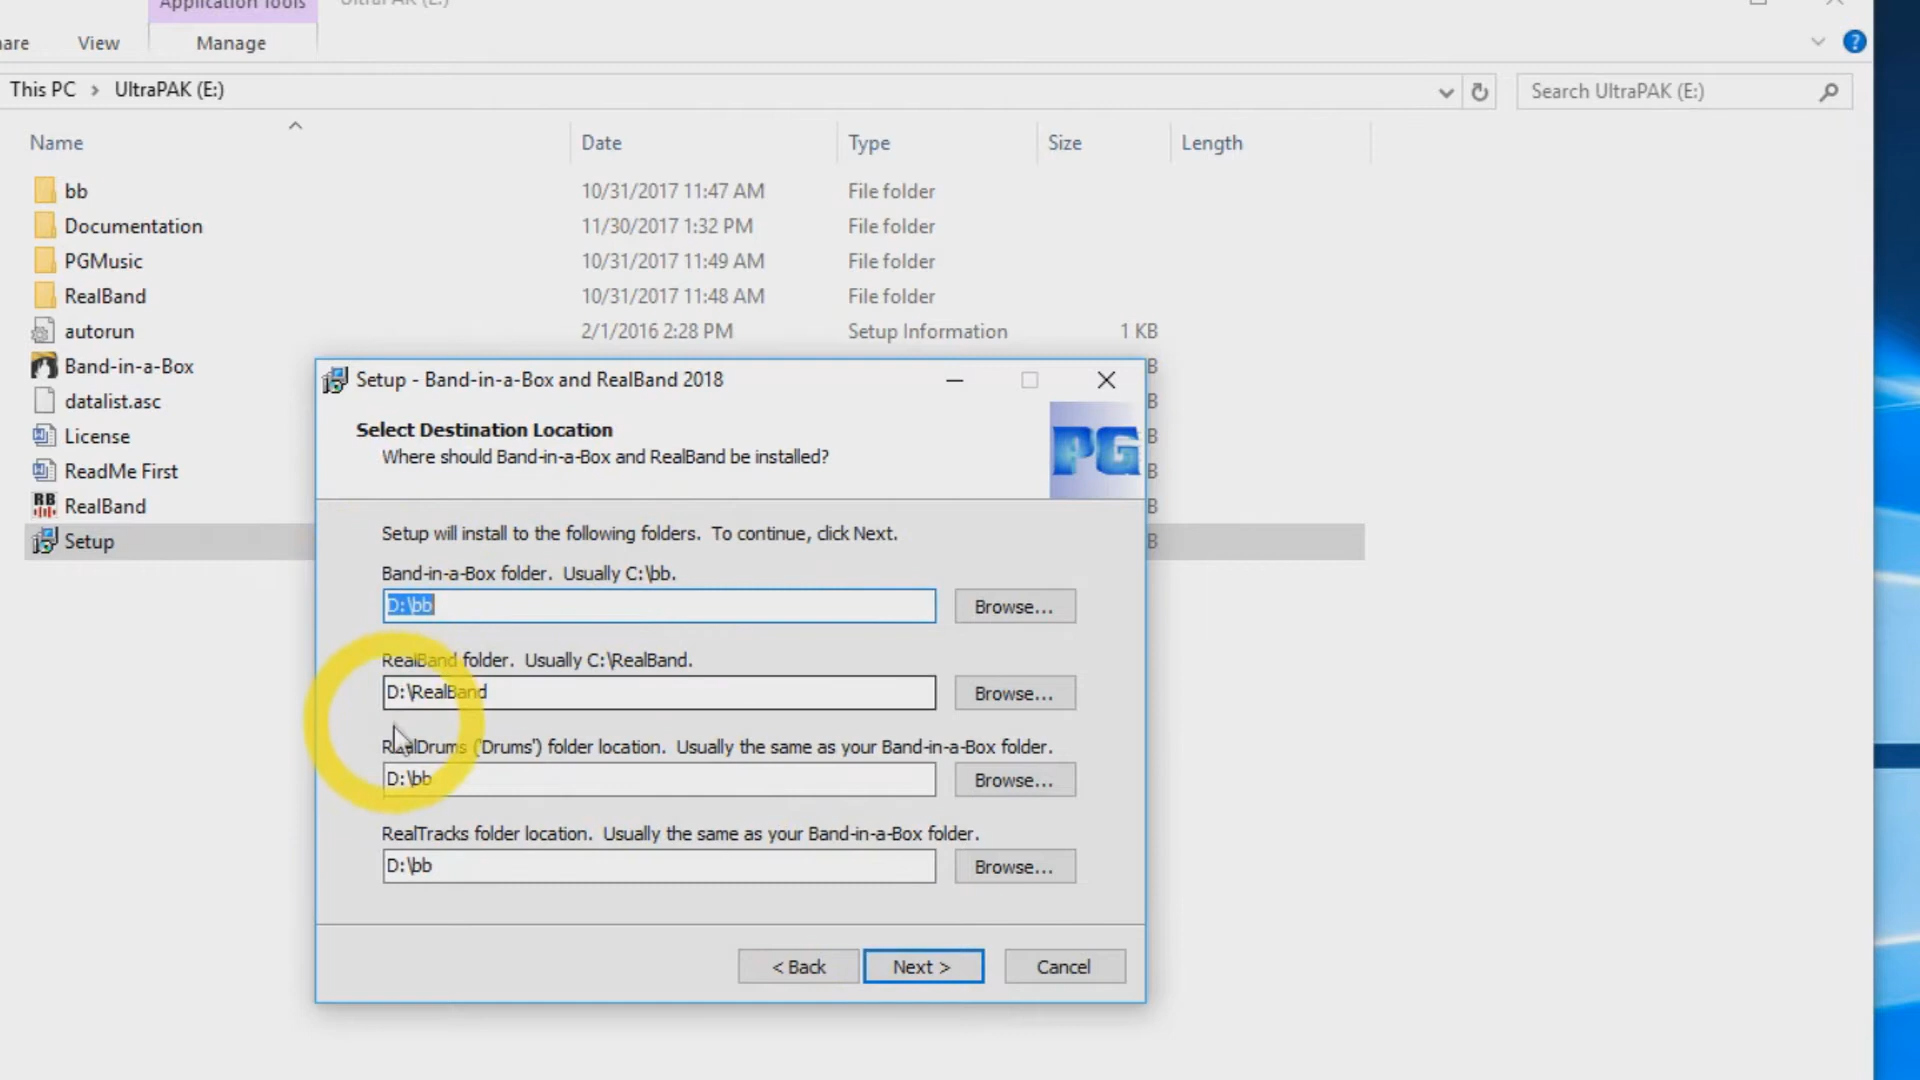 Application Tools
UltraPAK (E:)
View
Manage
This PC > UltraPAK (E:)
Search UltraPAK (E:)
Name Date Type Size Length
bb 10/31/2017 11:47 AM File folder
Documentation 11/30/2017 1:32 PM File folder
PGMusic 10/31/2017 11:49 AM File folder
RealBand 10/31/2017 11:48 AM File folder
autorun 2/1/2016 2:28 PM Setup Information 1 KB
Band-in-a-Box
datalist.asc
License
ReadMe First
RealBand
Setup
Setup - Band-in-a-Box and RealBand 2018
Select Destination Location
Where should Band-in-a-Box and RealBand be installed?
PG
Setup will install to the following folders. To continue, click Next.
Band-in-a-Box folder. Usually C:\bb.
D:\bb Browse...
RealBand folder. Usually C:\RealBand.
D:\RealBand Browse...
RealDrums ('Drums') folder location. Usually the same as your Band-in-a-Box folder.
D:\bb Browse...
RealTracks folder location. Usually the same as your Band-in-a-Box folder.
D:\bb Browse...
< Back Next > Cancel